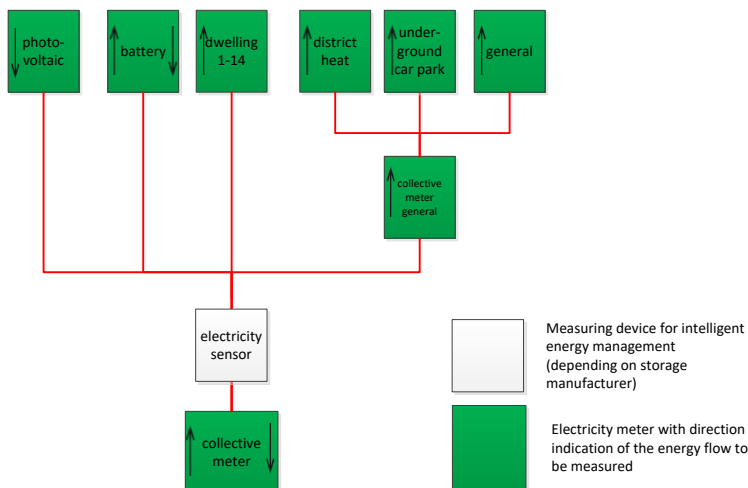 photo-
voltaic
battery
dwelling
1-14
district
heat
under-
ground
car park
general
collective
meter
general
electricity
sensor
collective
meter
Measuring device for intelligent
energy management
(depending on storage
manufacturer)
Electricity meter with direction
indication of the energy flow to
be measured